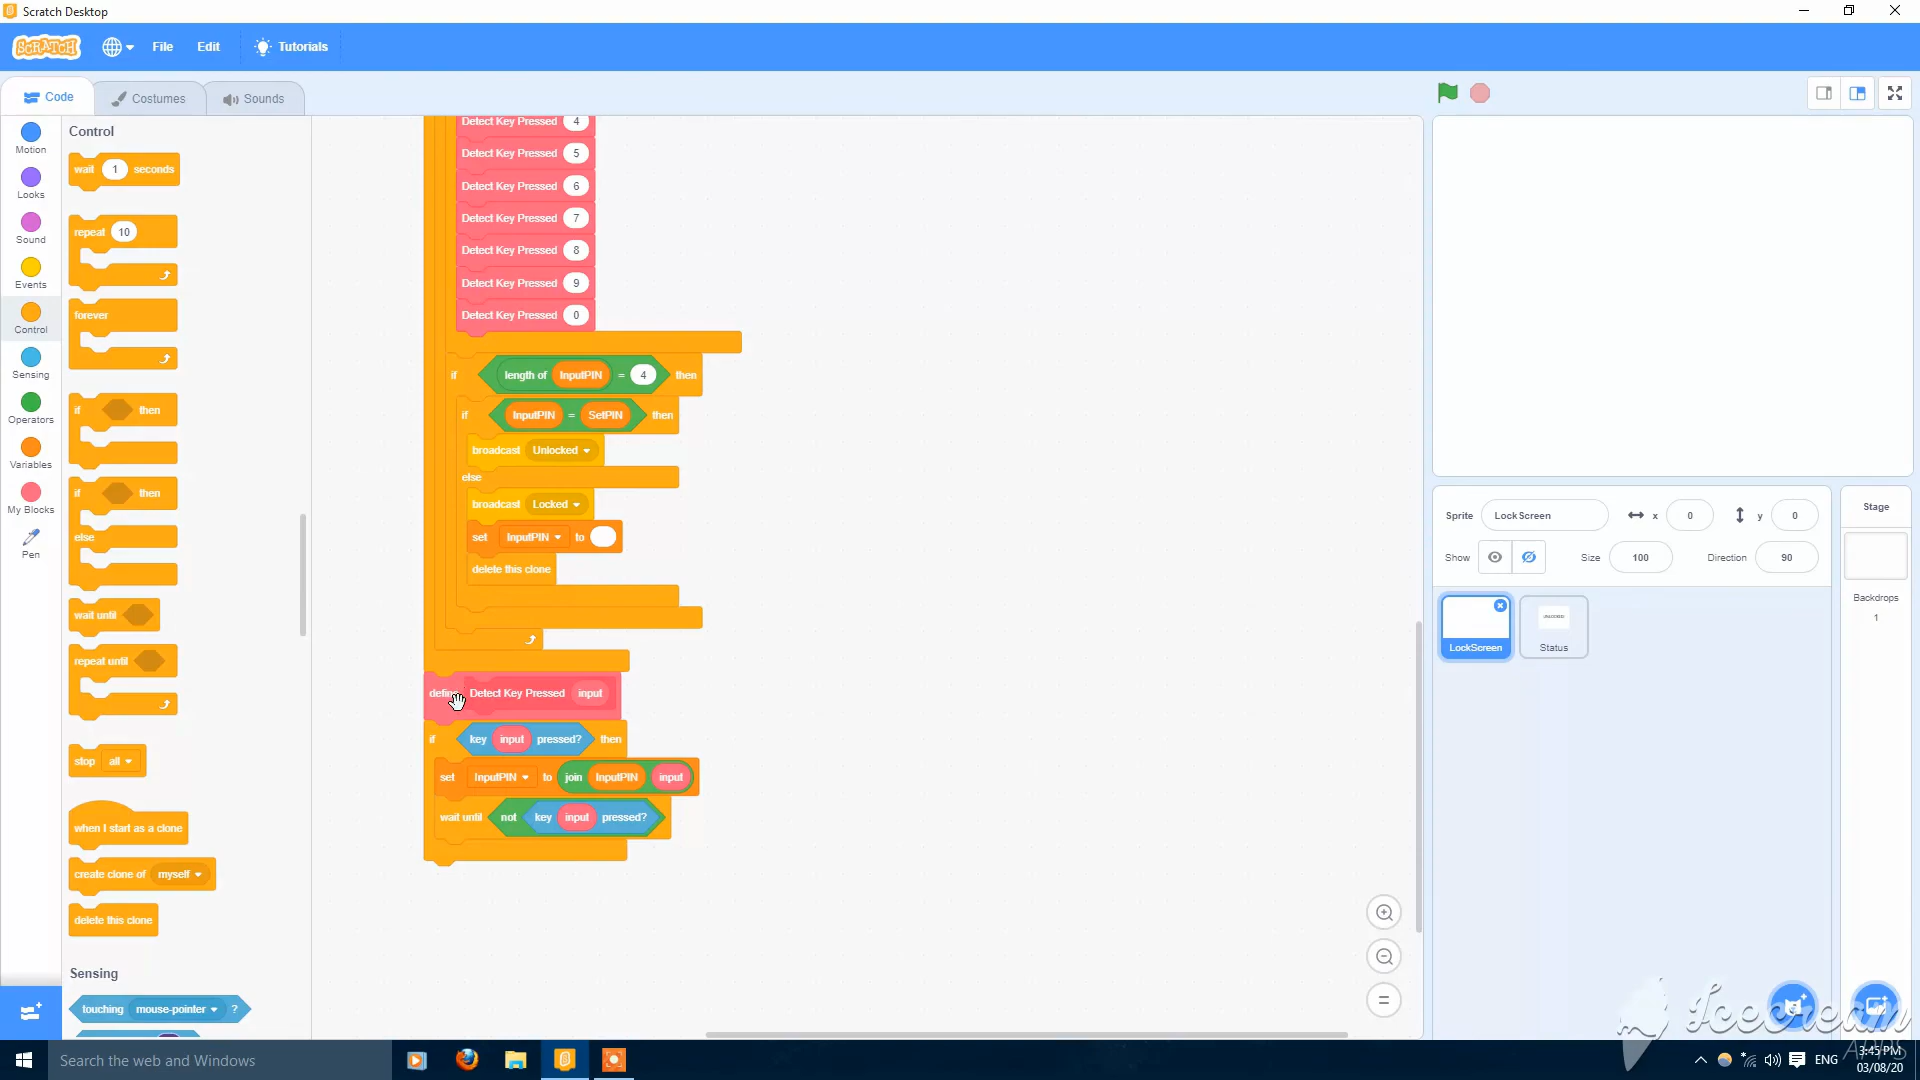 Scratch Desktop
SCRATCH File Edit Tutorials
Code Costumes Sounds
Motion
Looks
Sound
Events
Control
Sensing
Operators
Variables
My Blocks
Pen
Control
wait 1 seconds
repeat 10
forever
if then
if then
else
wait until
repeat until
stop all
when I start as a clone
create clone of myself
delete this clone
Sensing
touching mouse-pointer ?
Detect Key Pressed 4
Detect Key Pressed 5
Detect Key Pressed 6
Detect Key Pressed 7
Detect Key Pressed 8
Detect Key Pressed 9
Detect Key Pressed 0
if length of InputPIN = 4 then
if InputPIN = SetPIN then
broadcast Unlocked
else
broadcast Locked
set InputPIN to
delete this clone
define Detect Key Pressed input
if key input pressed? then
set InputPIN to join InputPIN input
wait until not key input pressed?
Sprite LockScreen x 0 y 0
Show Size 100 Direction 90
LockScreen
UNLOCKED
Status
Stage
Backdrops
1
Icecream
APPS
Search the web and Windows
ENG
3:45 PM
03/08/20